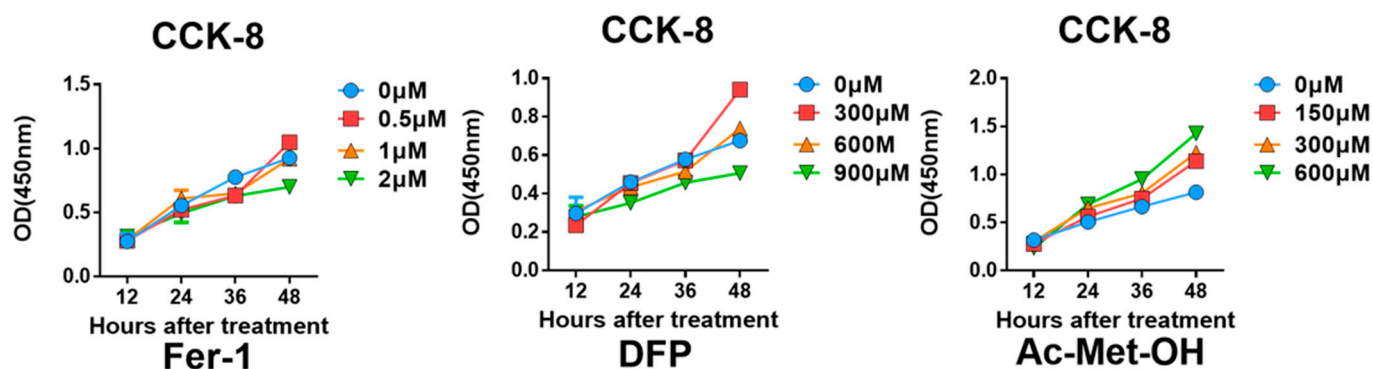 CCK-8
OD(450nm)
1.5
1.0
0.5
0.0
12 24 36 48
Hours after treatment
Fer-1
0μM
0.5μM
1μM
2μM
CCK-8
OD(450nm)
1.0
0.8
0.6
0.4
0.2
0.0
12 24 36 48
Hours after treatment
DFP
0μM
300μM
600M
900μM
CCK-8
OD(450nm)
2.0
1.5
1.0
0.5
0.0
12 24 36 48
Hours after treatment
Ac-Met-OH
0μM
150μM
300μM
600μM